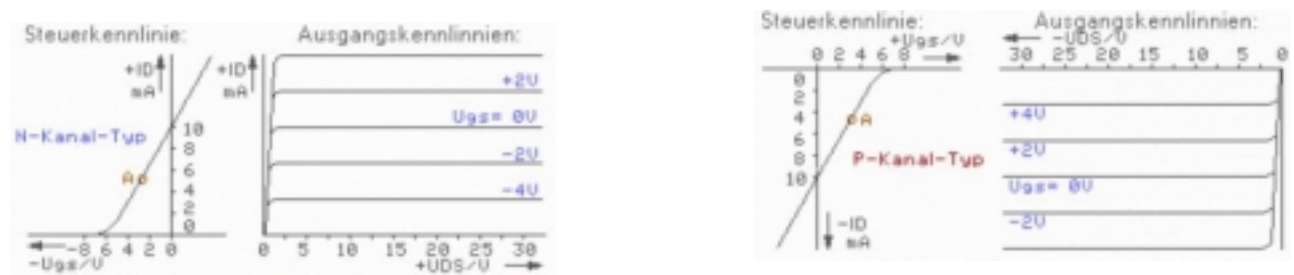 Steuerkennlinie:
Ausgangskennlinnien:
+ID
mA
+ID
mA
+2V
Ugs= 0V
-2V
-4V
N-Kanal-Typ
10
8
6
4
2
0
A
-8 6 4 2 0
-Ugs/V
0 5 10 15 20 25 30
+UDS/V
Steuerkennlinie:
Ausgangskennlinnien:
+Ugs/V
0 2 4 6 8
-UDS/V
30 25 20 15 10 5 0
0
2
4
6
8
10
A
P-Kanal-Typ
-ID
mA
+4V
+2V
Ugs= 0V
-2V